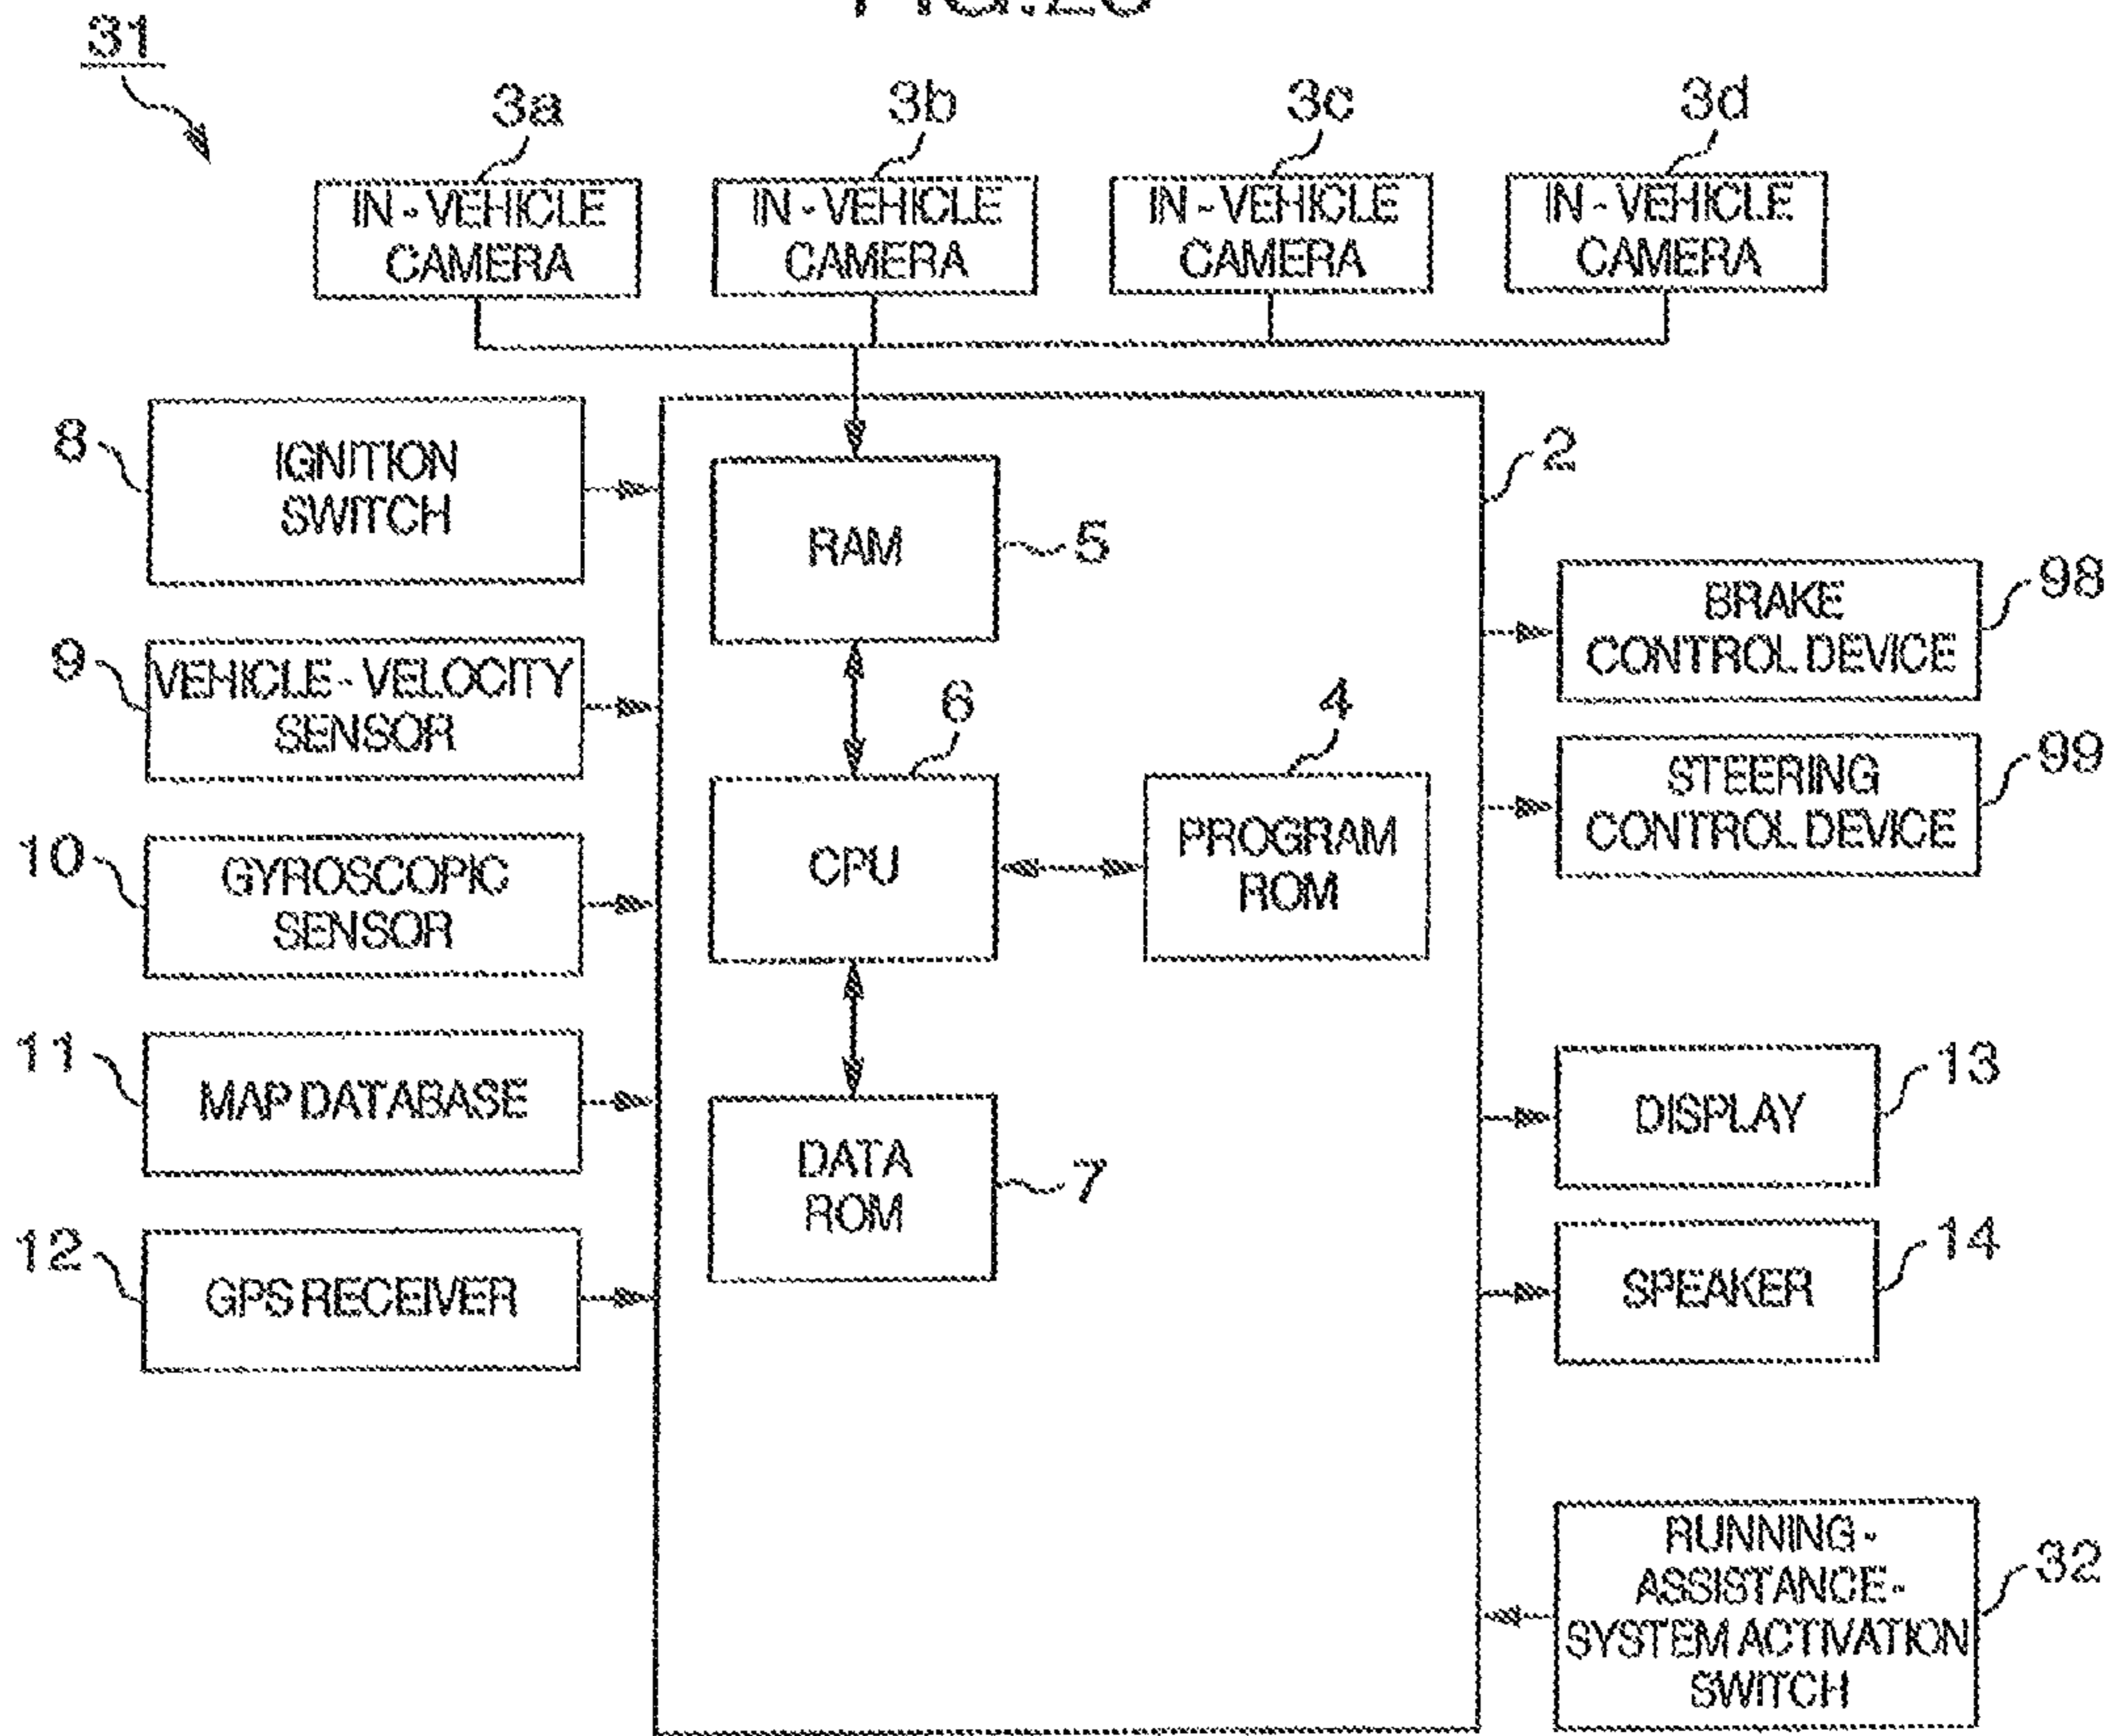 31
3a
3b
3c
3d
IN-VEHICLE
CAMERA
IN-VEHICLE
CAMERA
IN-VEHICLE
CAMERA
IN-VEHICLE
CAMERA
8
IGNITION
SWITCH
9
VEHICLE-VELOCITY
SENSOR
10
GYROSCOPIC
SENSOR
11
MAP DATABASE
12
GPS RECEIVER
2
RAM
5
6
CPU
4
PROGRAM
ROM
DATA
ROM
7
BRAKE
CONTROL DEVICE
98
STEERING
CONTROL DEVICE
99
DISPLAY
13
SPEAKER
14
RUNNING-
ASSISTANCE-
SYSTEM ACTIVATION
SWITCH
32